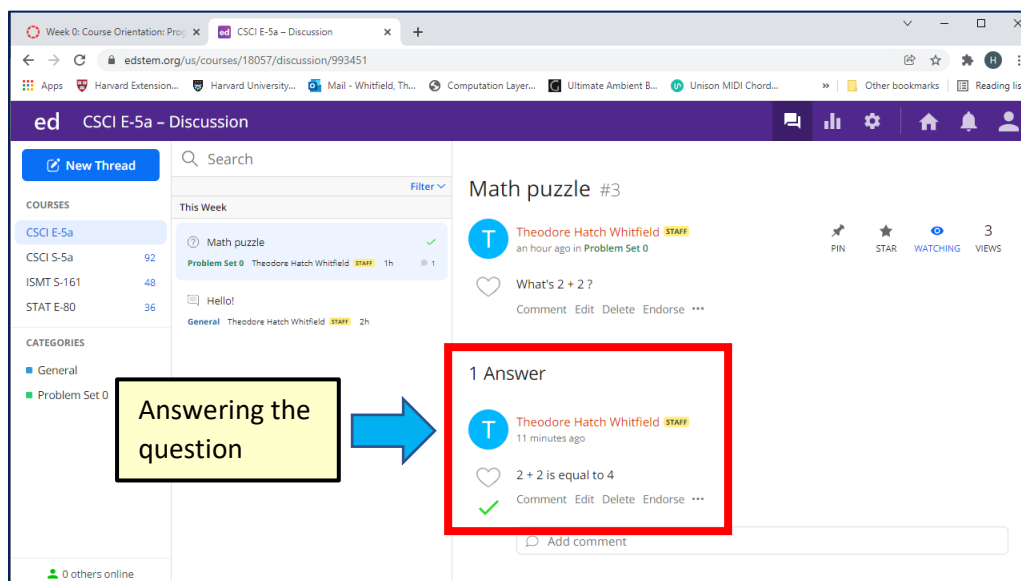 Week 0: Course Orientation: Prog
ed CSCI E-5a – Discussion
edstem.org/us/courses/18057/discussion/993451
H
Apps Harvard Extension... Harvard University... Mail - Whitfield, Th... Computation Layer... Ultimate Ambient B... Unison MIDI Chord... » Other bookmarks Reading lis
ed CSCI E-5a – Discussion
New Thread
COURSES
CSCI E-5a
CSCI S-5a 92
ISMT S-161 48
STAT E-80 36
CATEGORIES
General
Problem Set 0
0 others online
Search
Filter
This Week
Math puzzle
Problem Set 0 Theodore Hatch Whitfield STAFF 1h 1
Hello!
General Theodore Hatch Whitfield STAFF 2h
Math puzzle #3
T
Theodore Hatch Whitfield STAFF
an hour ago in Problem Set 0
PIN
STAR
WATCHING
3
VIEWS
What's 2 + 2 ?
Comment Edit Delete Endorse •••
Answering the
question
1 Answer
T
Theodore Hatch Whitfield STAFF
11 minutes ago
2 + 2 is equal to 4
Comment Edit Delete Endorse •••
Add comment